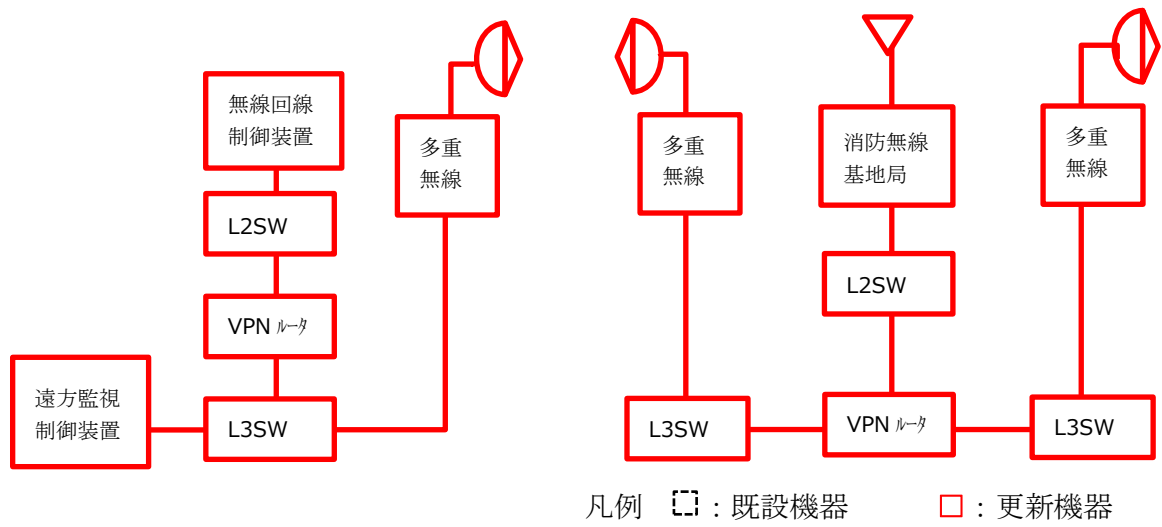 無線回線
制御装置
L2SW
VPN ﾙｰﾀ
L3SW
遠方監視
制御装置
多重
無線
多重
無線
消防無線
基地局
L2SW
VPN ﾙｰﾀ
L3SW
多重
無線
L3SW
凡例 :既設機器 :更新機器